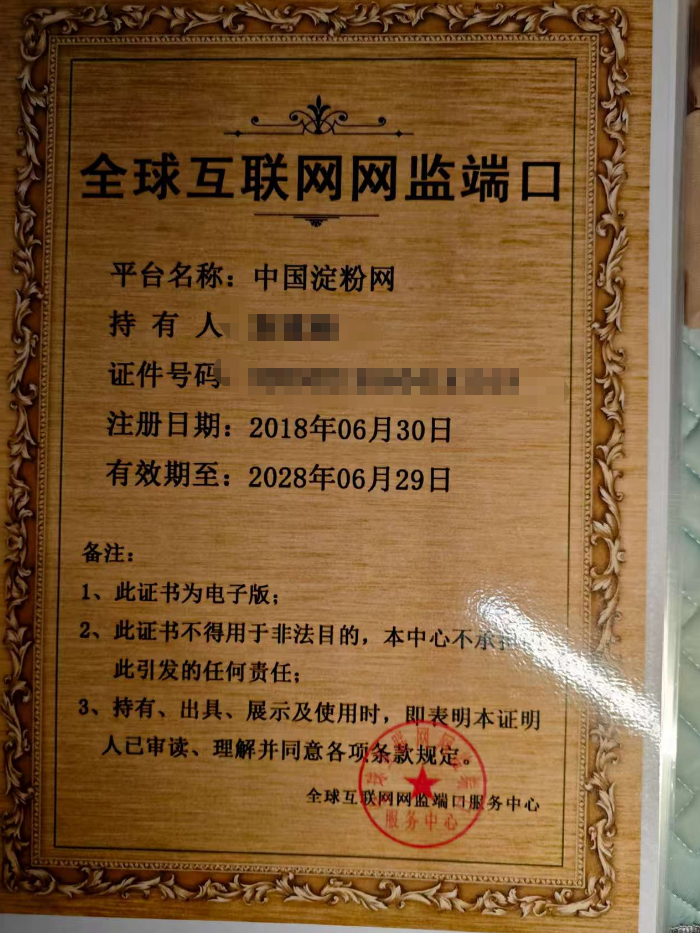 全球互联网网监端口
平台名称：中国淀粉网
持有人
证件号码：
注册日期：2018年06月30日
有效期至：2028年06月29日
备注：
1、此证书为电子版；
2、此证书不得用于非法目的，本中心不承
此引发的任何责任；
3、持有、出具、展示及使用时，即表明本证明
人已审读、理解并同意各项条款规定。
全球互联网网监端口服务中心
服务中心